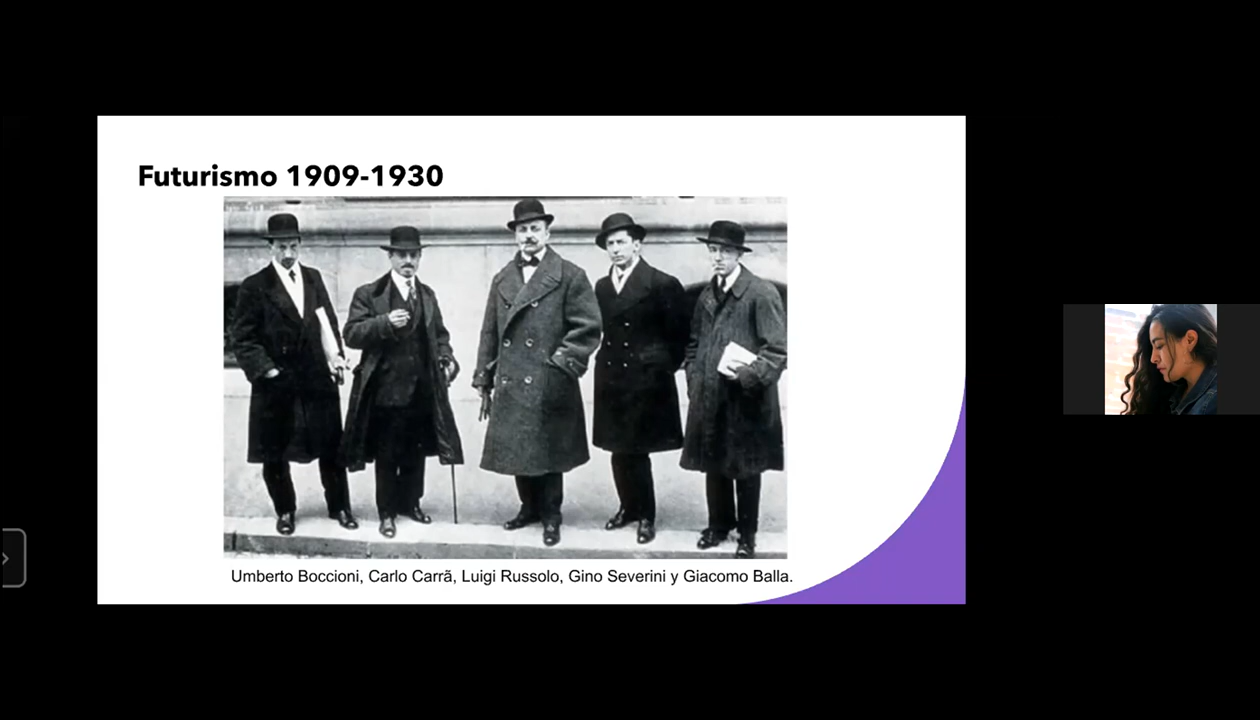 Futurismo 1909-1930
Umberto Boccioni, Carlo Carrã, Luigi Russolo, Gino Severini y Giacomo Balla.